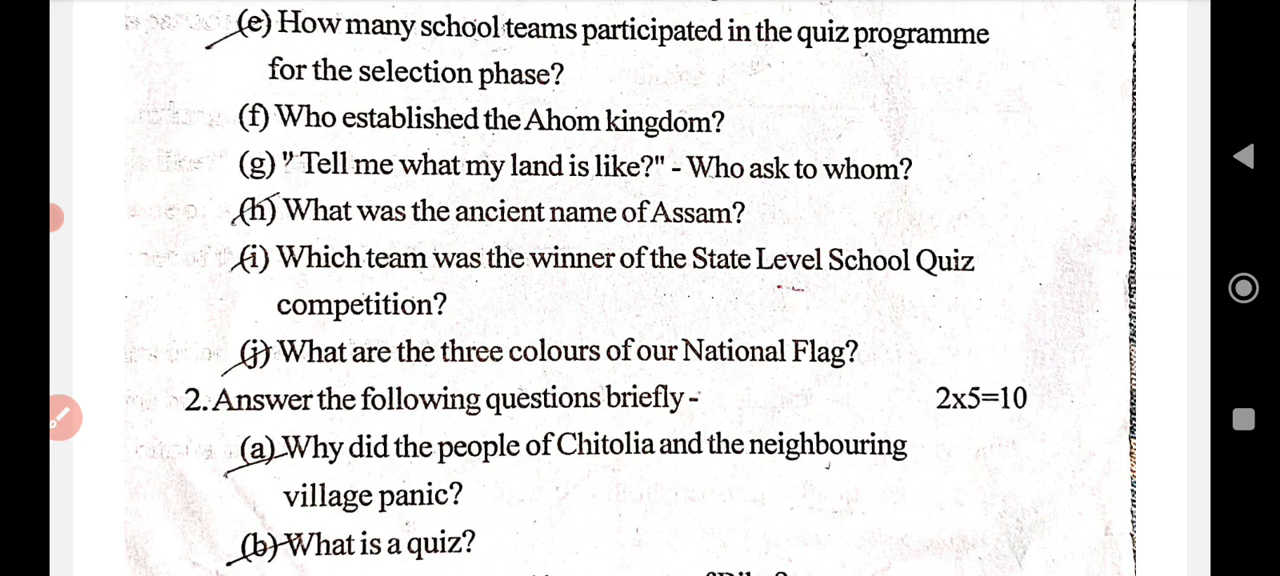 (e) How many school teams participated in the quiz programme
for the selection phase?
(f) Who established the Ahom kingdom?
(g) " Tell me what my land is like?" - Who ask to whom?
(h) What was the ancient name of Assam?
(i) Which team was the winner of the State Level School Quiz
competition?
(j) What are the three colours of our National Flag?
2. Answer the following questions briefly - 2x5=10
(a) Why did the people of Chitolia and the neighbouring
village panic?
(b) What is a quiz?